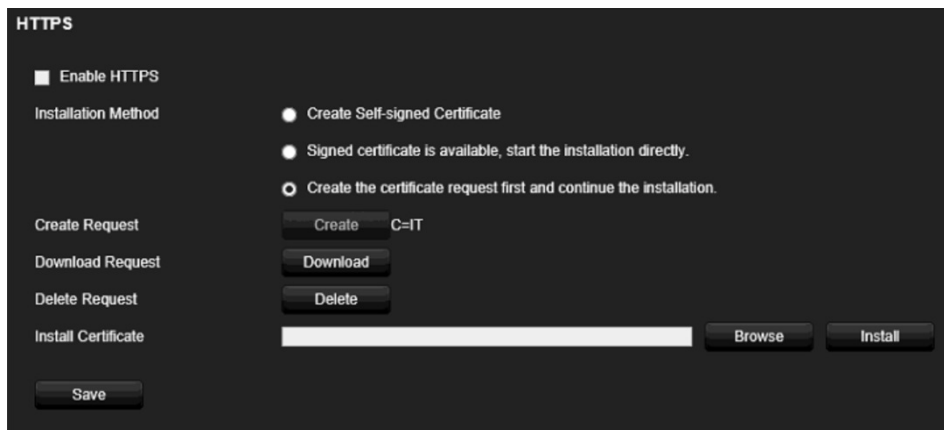 HTTPS
Enable HTTPS
Installation Method
Create Self-signed Certificate
Signed certificate is available, start the installation directly.
Create the certificate request first and continue the installation.
Create Request Create C=IT
Download Request Download
Delete Request Delete
Install Certificate Browse Install
Save